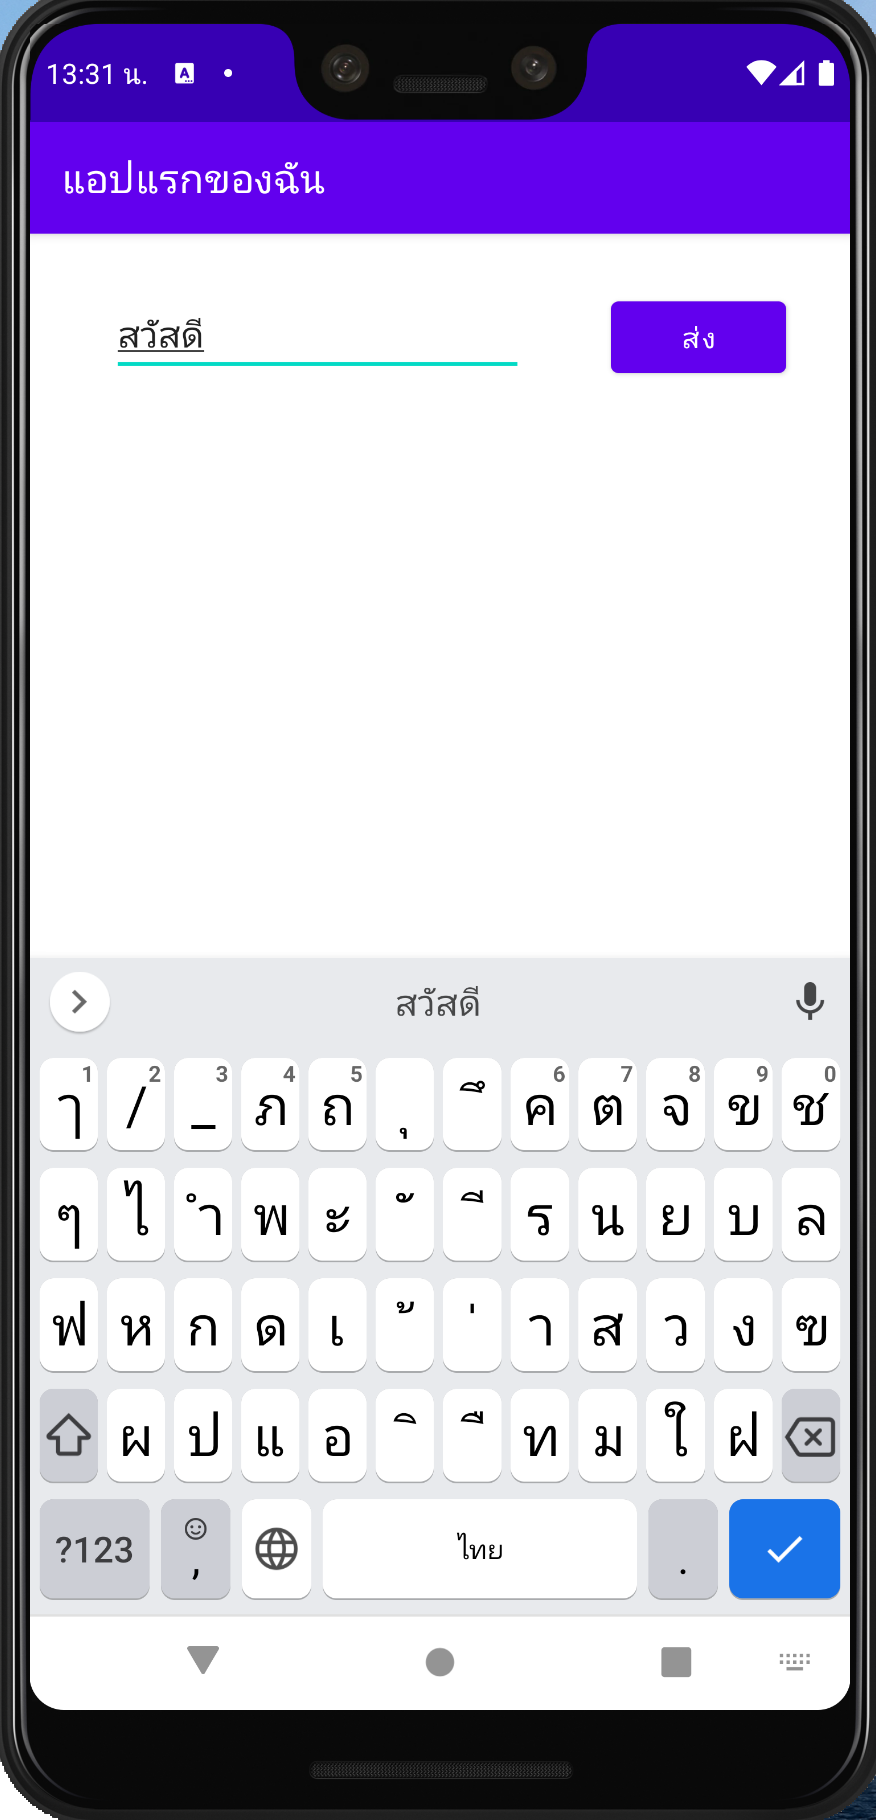 13:31 น.
แอปแรกของฉัน
สวัสดี
ส่ง
สวัสดี
ๅ1 /2 _3 ภ4 ถ5 ุ ึ ค6 ต7 จ8 ข9 ช0
ๆ ไ ำ พ ะ ั ี ร น ย บ ล
ฟ ห ก ด เ ้ ่ า ส ว ง ฃ
ผ ป แ อ ิ ื ท ม ใ ฝ
?123 , ไทย .